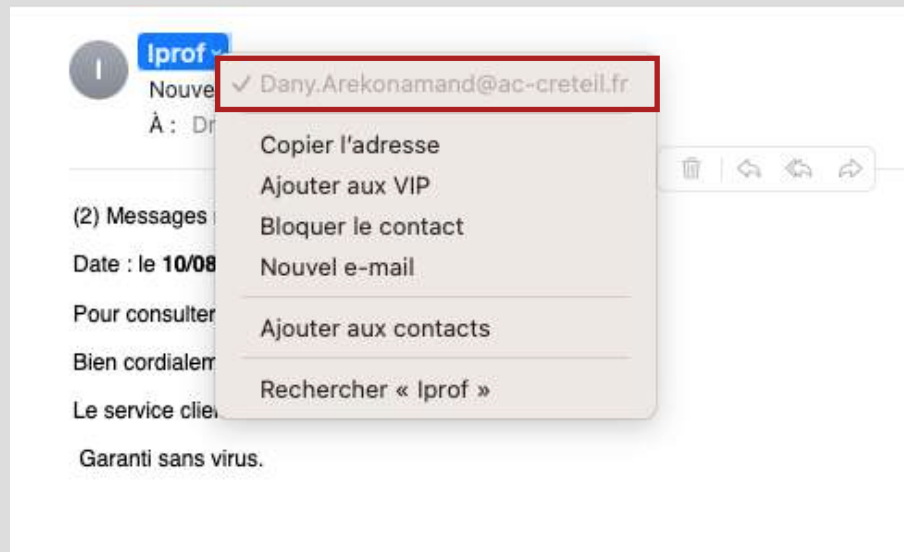 I
Iprof
Nouve
✓ Dany.Arekonamand@ac-creteil.fr
À : Dr
Copier l'adresse
Ajouter aux VIP
Bloquer le contact
Nouvel e-mail
Ajouter aux contacts
Rechercher « Iprof »
(2) Messages
Date : le 10/08
Pour consulter
Bien cordialem
Le service clie
Garanti sans virus.